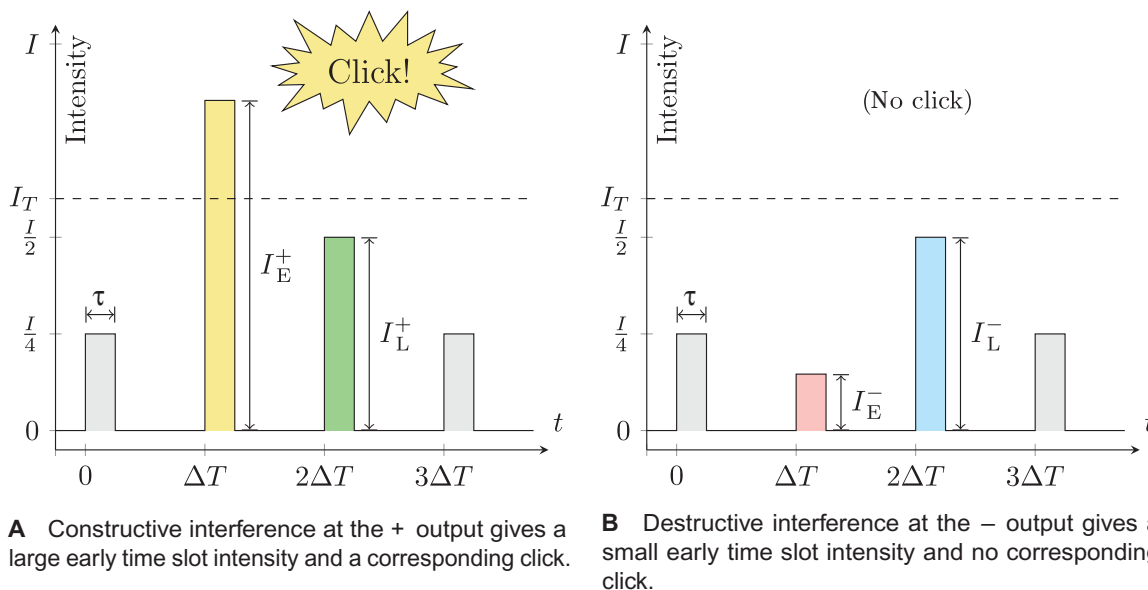 I
Intensity
Click!
I_T
I/2
I_E^+
I_L^+
τ
I/4
0
t
0 ΔT 2ΔT 3ΔT
A Constructive interference at the + output gives a
large early time slot intensity and a corresponding click.
I
Intensity
(No click)
I_T
I/2
I_L^-
τ
I/4
I_E^-
0
t
0 ΔT 2ΔT 3ΔT
B Destructive interference at the – output gives a
small early time slot intensity and no corresponding
click.